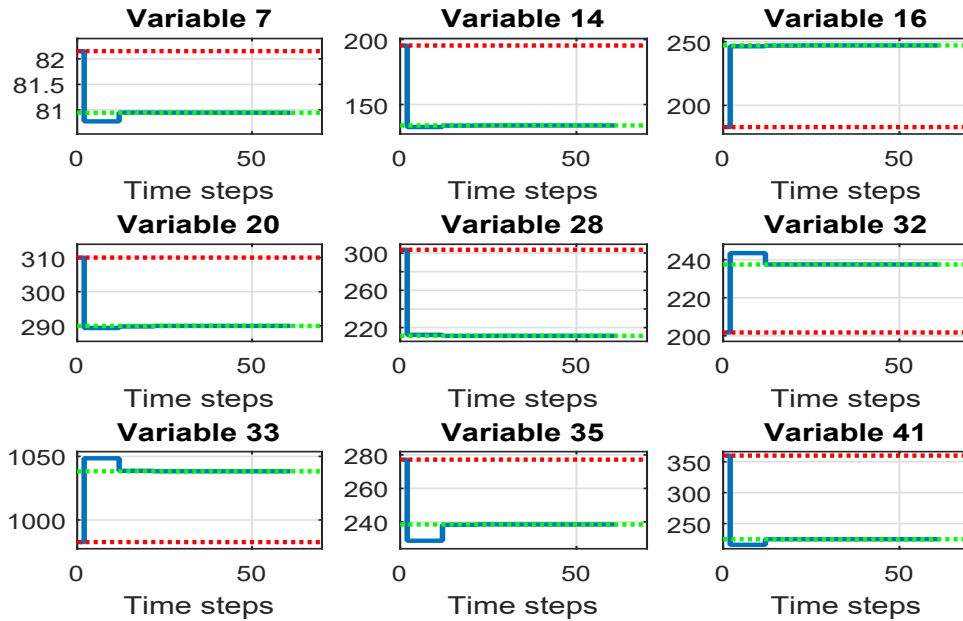 Variable 7
82
81.5
81
0
50
Time steps
Variable 14
200
150
0
50
Time steps
Variable 16
250
200
0
50
Time steps
Variable 20
310
300
290
0
50
Time steps
Variable 28
300
260
220
0
50
Time steps
Variable 32
240
220
200
0
50
Time steps
Variable 33
1050
1000
0
50
Time steps
Variable 35
280
260
240
0
50
Time steps
Variable 41
350
300
250
0
50
Time steps